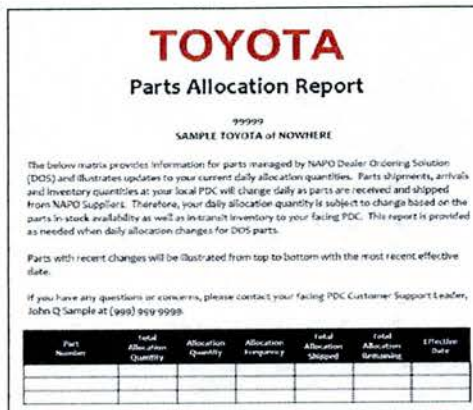 TOYOTA
Parts Allocation Report
99999
SAMPLE TOYOTA of NOWHERE
The below matrix provides information for parts managed by NAPO Dealer Ordering Solution
(DOS) and illustrates updates to your current daily allocation quantities. Parts shipments, arrivals
and inventory quantities at your local PDC will change daily as parts are received and shipped
from NAPO Suppliers. Therefore, your daily allocation quantity is subject to change based on the
parts in-stock availability as well as in-transit inventory to your facing PDC. This report is provided
as needed when daily allocation changes for DOS parts.
Parts with recent changes will be illustrated from top to bottom with the most recent effective
date.
If you have any questions or concerns, please contact your facing PDC Customer Support Leader,
John Q Sample at (999) 999-9999.
Part Number Total Allocation Quantity Allocation Quantity Allocation Frequency Total Allocation Shipped Total Allocation Remaining Effective Date